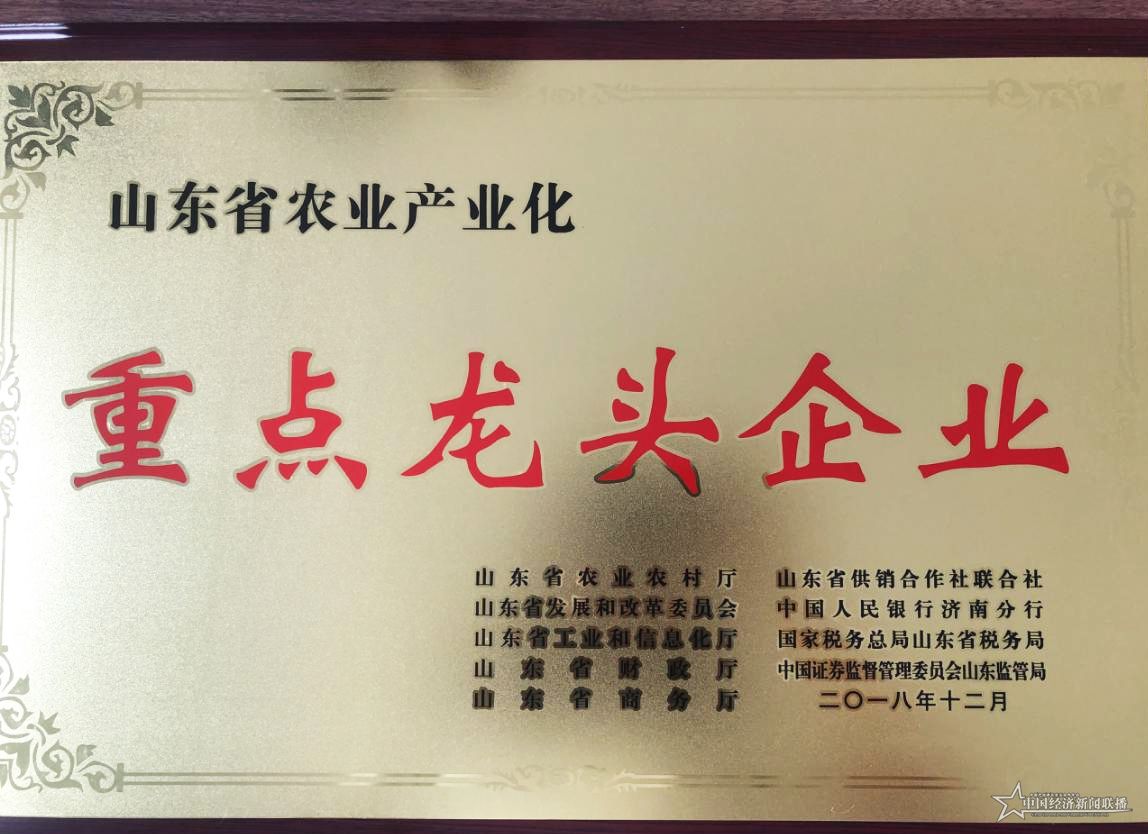 山东省农业产业化
重点龙头企业
山东省农业农村厅
山东省发展和改革委员会
山东省工业和信息化厅
山东省财政厅
山东省商务厅
山东省供销合作社联合社
中国人民银行济南分行
国家税务总局山东省税务局
中国证券监督管理委员会山东监管局
二〇一八年十二月
中国经济新闻联播